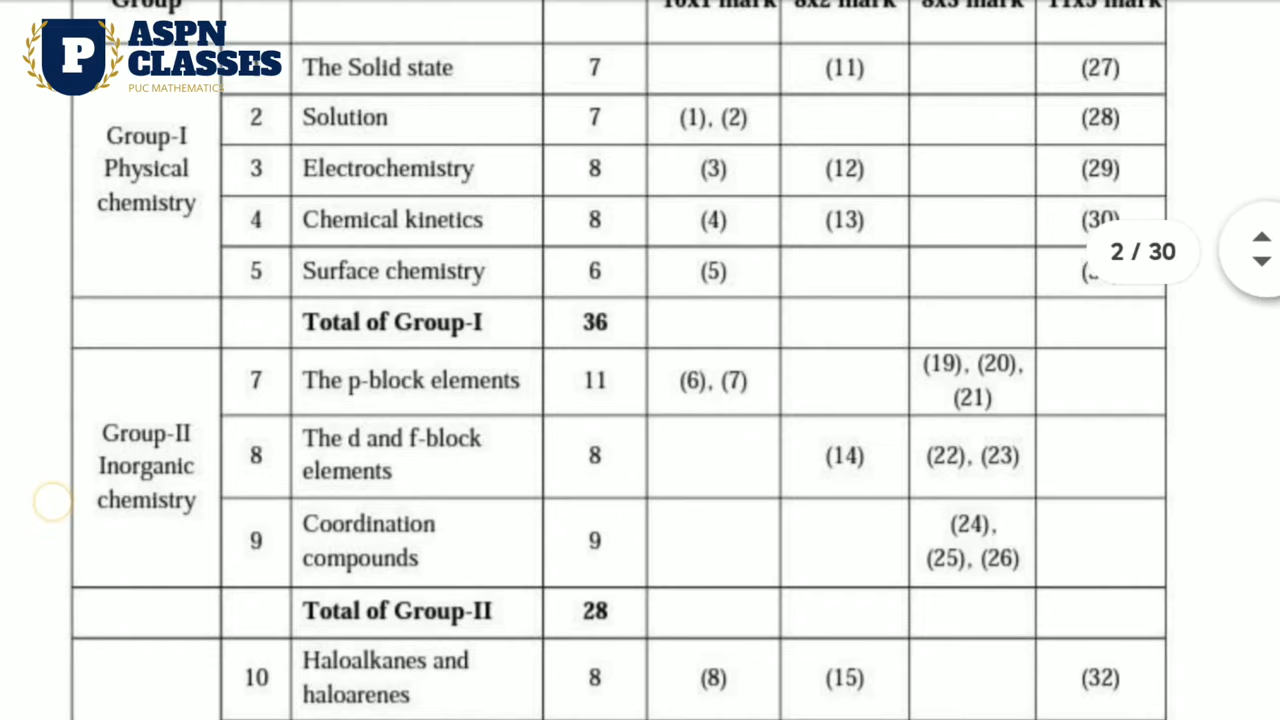 Group 10x1 mark 8x2 mark 8x3 mark 11x5 mark
P
ASPN
CLASSES
PUC MATHEMATICS
The Solid state 7 (11) (27)
Group-I
Physical
chemistry
2 Solution 7 (1), (2) (28)
3 Electrochemistry 8 (3) (12) (29)
4 Chemical kinetics 8 (4) (13) (30)
5 Surface chemistry 6 (5)
2 / 30
Total of Group-I 36
Group-II
Inorganic
chemistry
7 The p-block elements 11 (6), (7) (19), (20),
(21)
8 The d and f-block
elements 8 (14) (22), (23)
9 Coordination
compounds 9 (24),
(25), (26)
Total of Group-II 28
10 Haloalkanes and
haloarenes 8 (8) (15) (32)